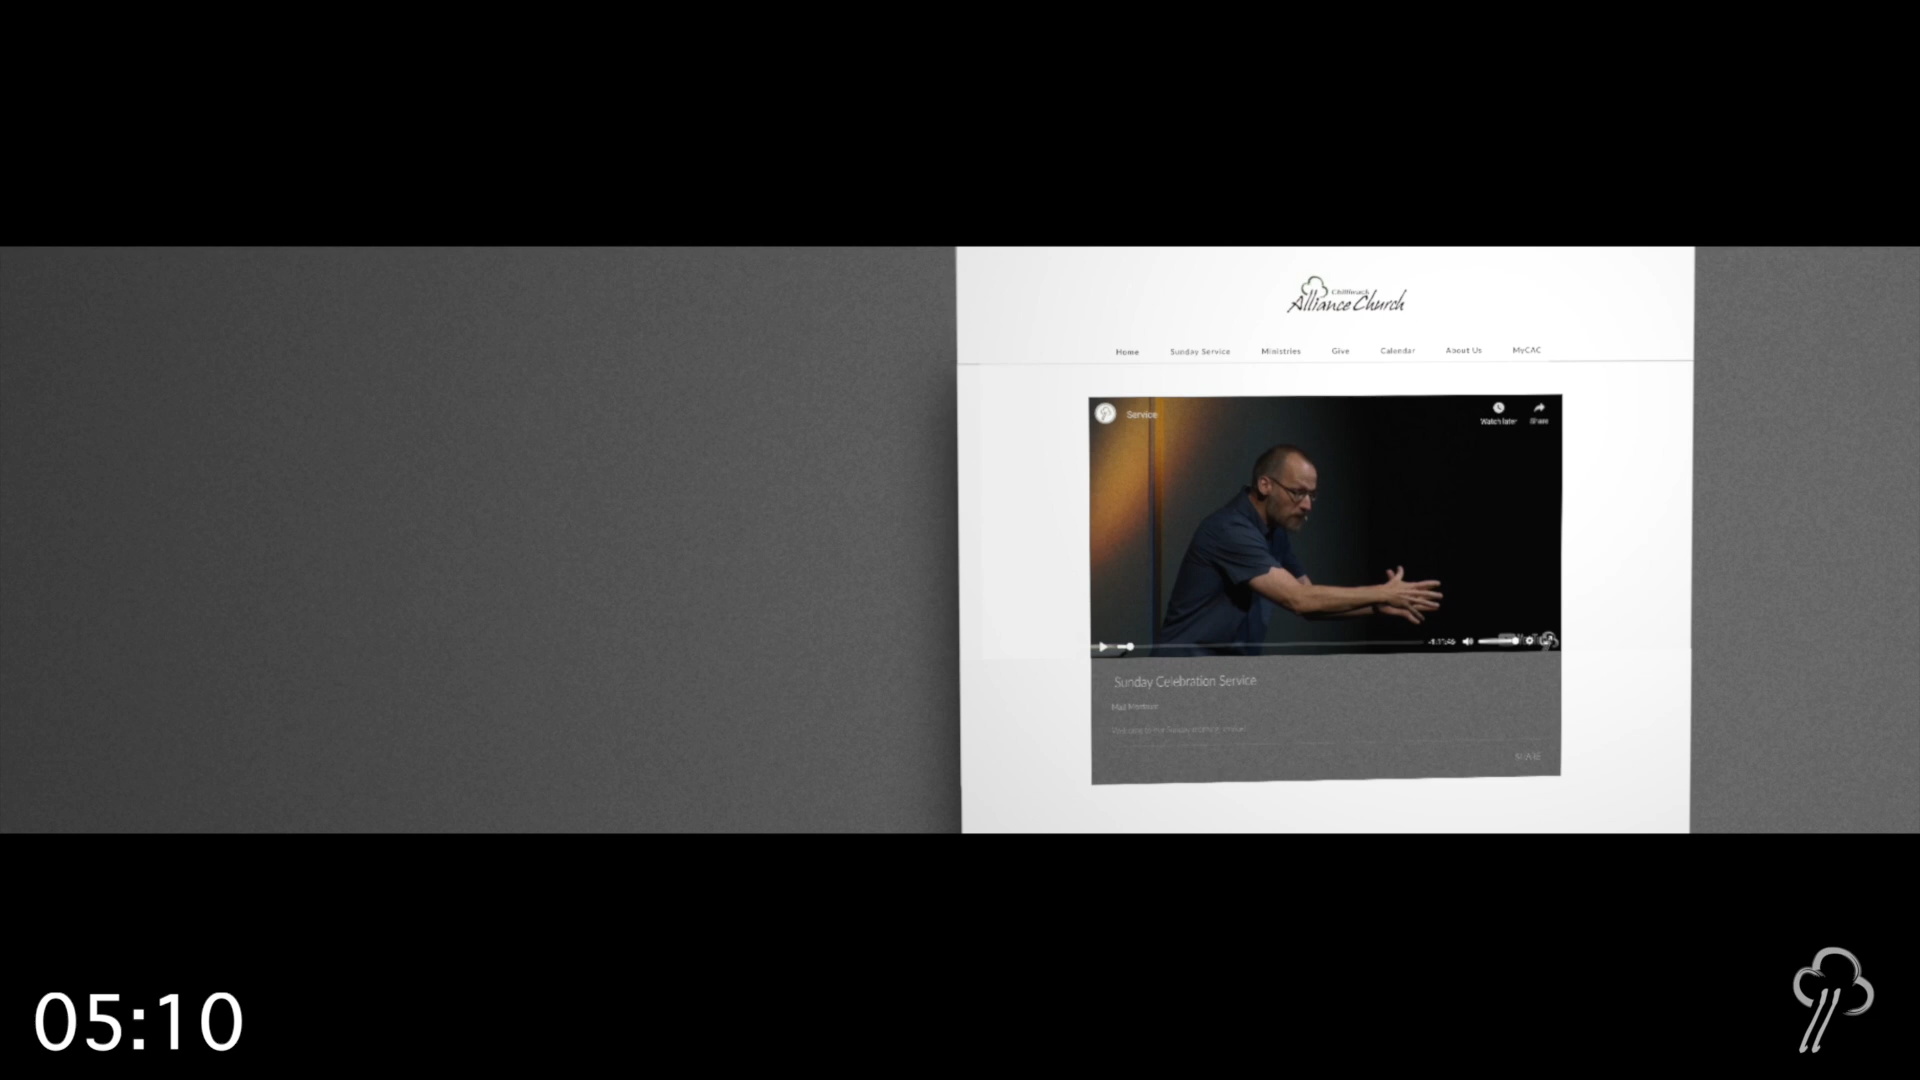 Chilliwack
Alliance Church
Home Sunday Service Ministries Give Calendar About Us MyCAC
Service
Watch later Share
Sunday Celebration Service
SHARE
05:10